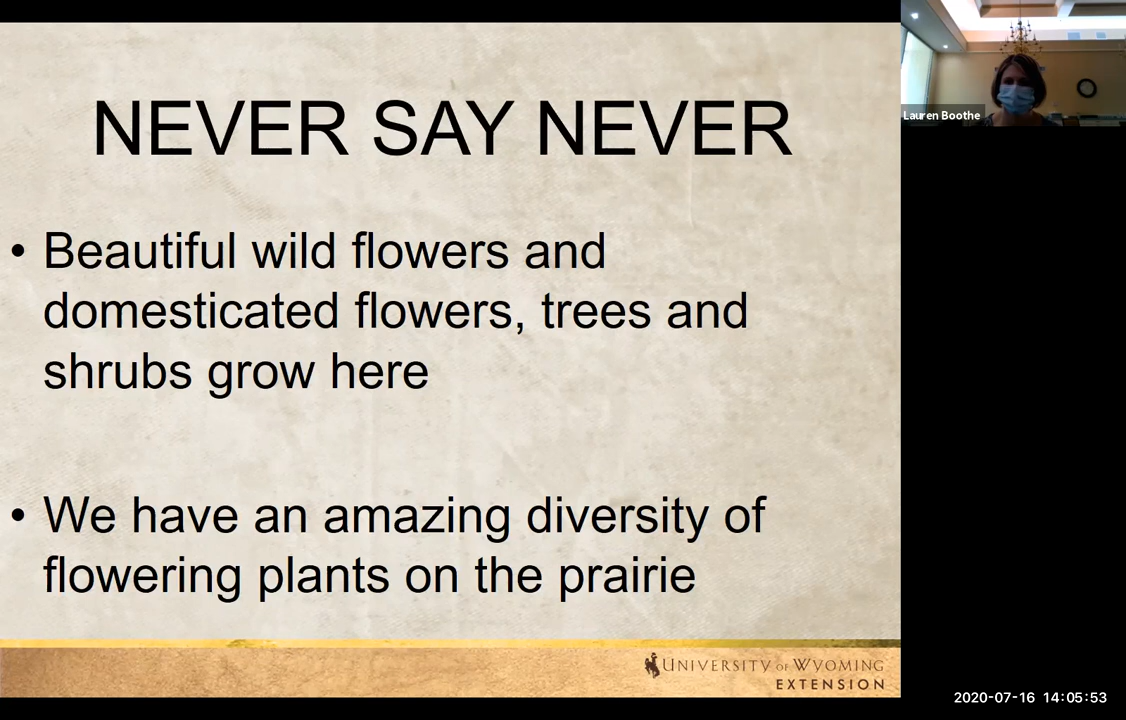 NEVER SAY NEVER
• Beautiful wild flowers and
domesticated flowers, trees and
shrubs grow here
• We have an amazing diversity of
flowering plants on the prairie
UNIVERSITY OF WYOMING
EXTENSION
Lauren Boothe
2020-07-16 14:05:53